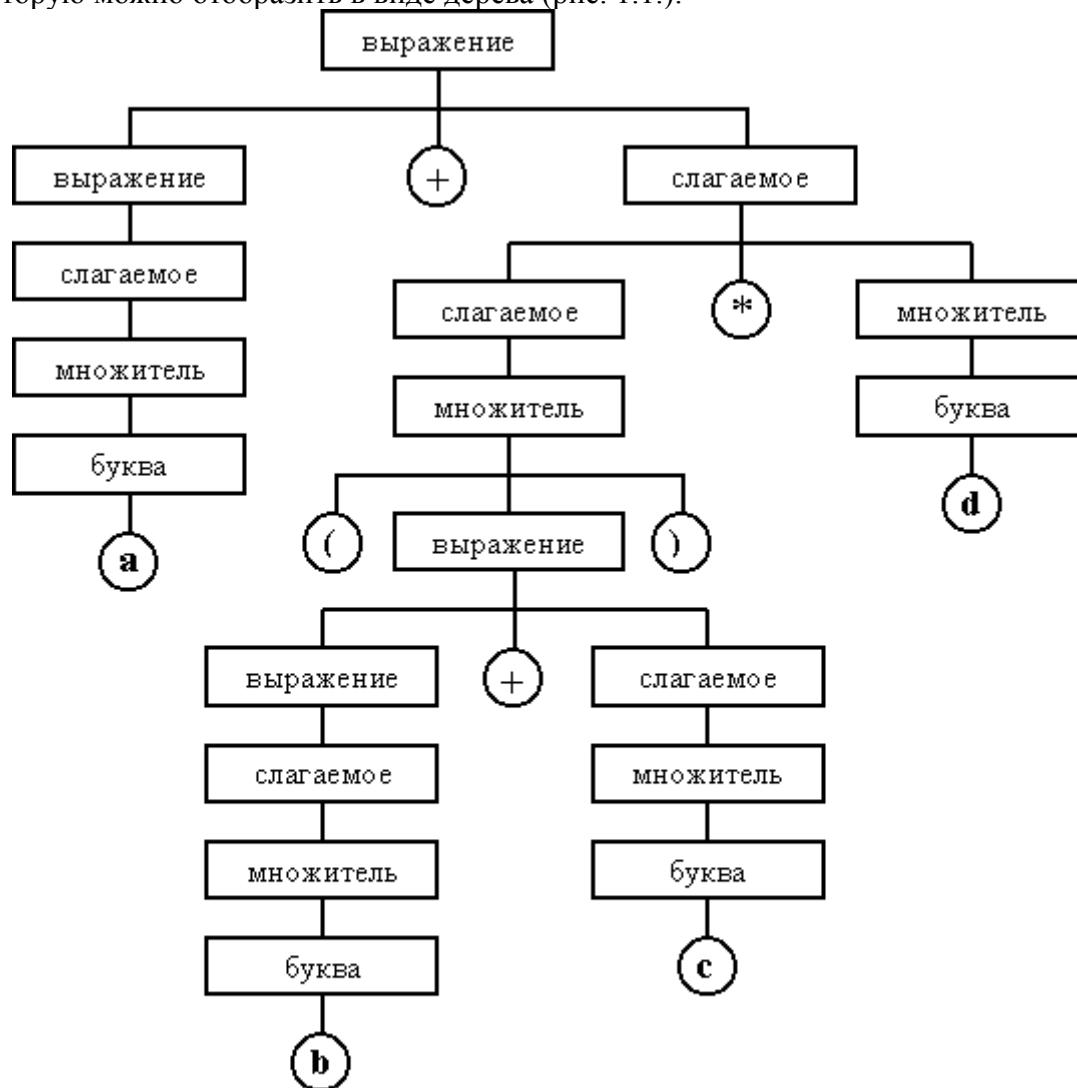 торую можно отобразить в виде дерева (рис. 1.1.).
выражение
выражение + слагаемое
слагаемое
слагаемое * множитель
множитель
множитель буква
буква
( выражение ) d
a
выражение + слагаемое
слагаемое множитель
множитель буква
буква c
b